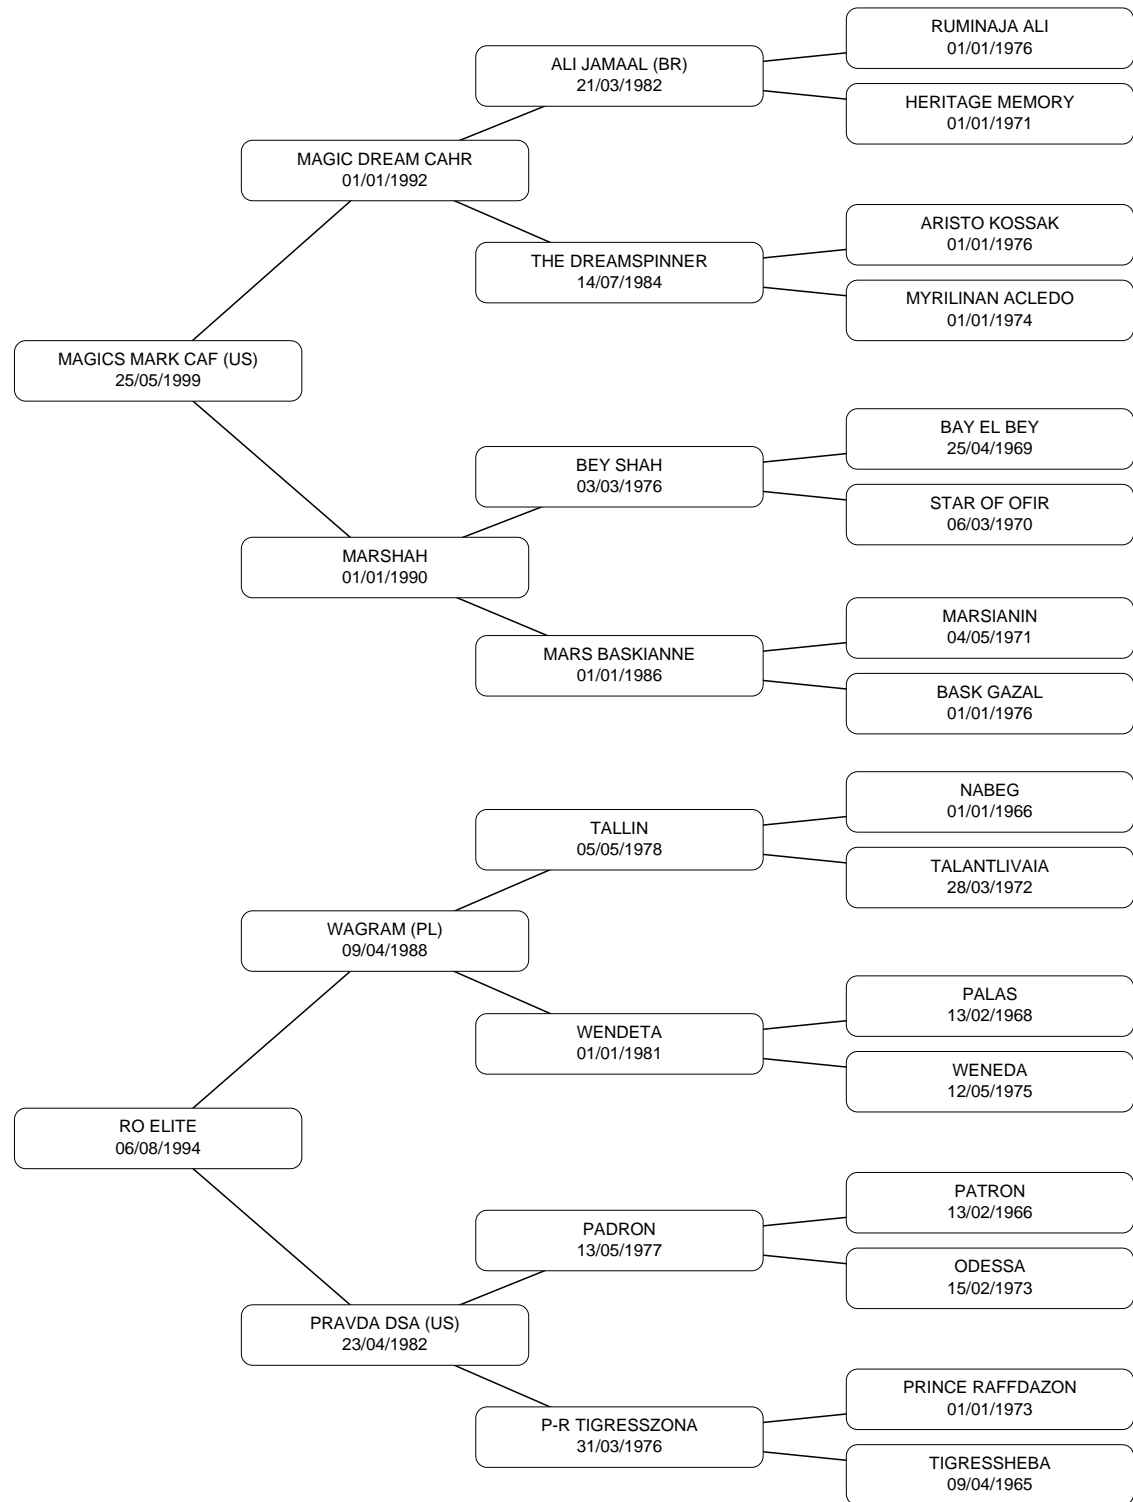 RUMINAJA ALI
01/01/1976
ALI JAMAAL (BR)
21/03/1982
HERITAGE MEMORY
01/01/1971
MAGIC DREAM CAHR
01/01/1992
ARISTO KOSSAK
01/01/1976
THE DREAMSPINNER
14/07/1984
MYRILINAN ACLEDO
01/01/1974
MAGICS MARK CAF (US)
25/05/1999
BAY EL BEY
25/04/1969
BEY SHAH
03/03/1976
STAR OF OFIR
06/03/1970
MARSHAH
01/01/1990
MARSIANIN
04/05/1971
MARS BASKIANNE
01/01/1986
BASK GAZAL
01/01/1976
NABEG
01/01/1966
TALLIN
05/05/1978
TALANTLIVAIA
28/03/1972
WAGRAM (PL)
09/04/1988
PALAS
13/02/1968
WENDETA
01/01/1981
WENEDA
12/05/1975
RO ELITE
06/08/1994
PATRON
13/02/1966
PADRON
13/05/1977
ODESSA
15/02/1973
PRAVDA DSA (US)
23/04/1982
PRINCE RAFFDAZON
01/01/1973
P-R TIGRESSZONA
31/03/1976
TIGRESSHEBA
09/04/1965